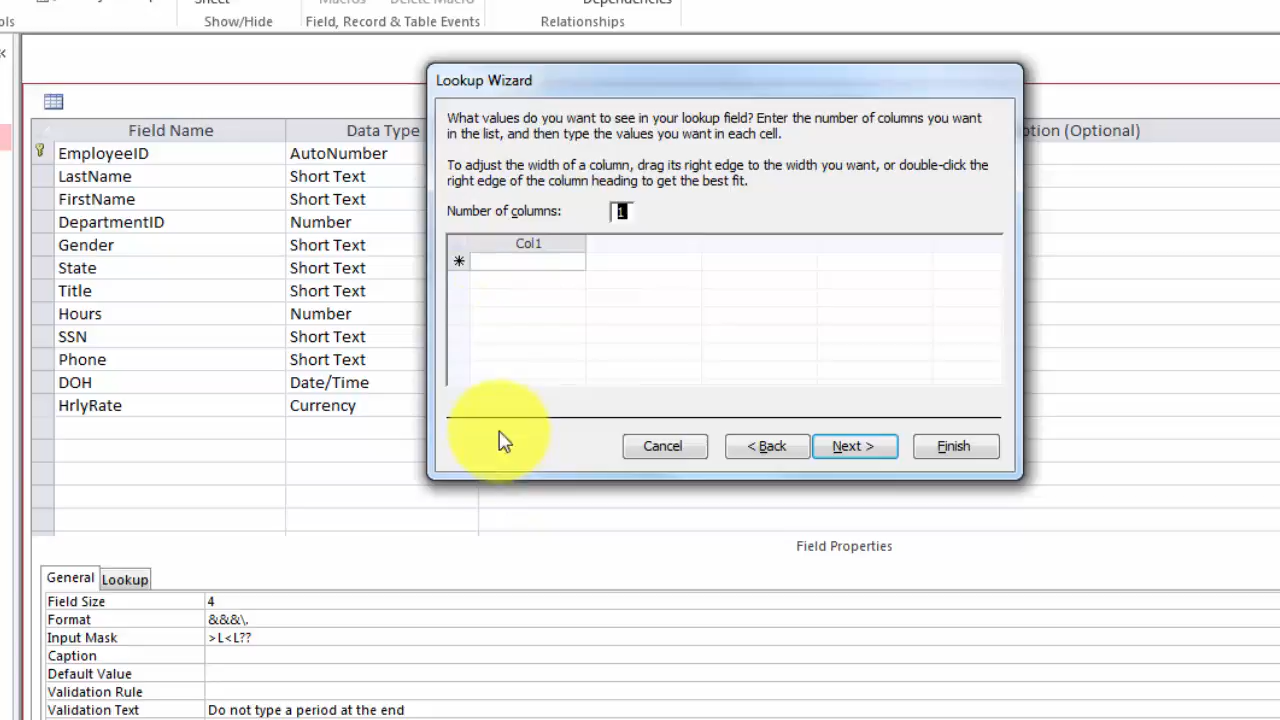 Show/Hide
Field, Record & Table Events
Relationships
Lookup Wizard
What values do you want to see in your lookup field? Enter the number of columns you want
in the list, and then type the values you want in each cell.
To adjust the width of a column, drag its right edge to the width you want, or double-click the
right edge of the column heading to get the best fit.
Number of columns: 1
Col1
Cancel
< Back
Next >
Finish
Field Name Data Type (Optional)
EmployeeID AutoNumber
LastName Short Text
FirstName Short Text
DepartmentID Number
Gender Short Text
State Short Text
Title Short Text
Hours Number
SSN Short Text
Phone Short Text
DOH Date/Time
HrlyRate Currency
Field Properties
General Lookup
Field Size 4
Format &&&\.
Input Mask >L<L??
Caption
Default Value
Validation Rule
Validation Text Do not type a period at the end